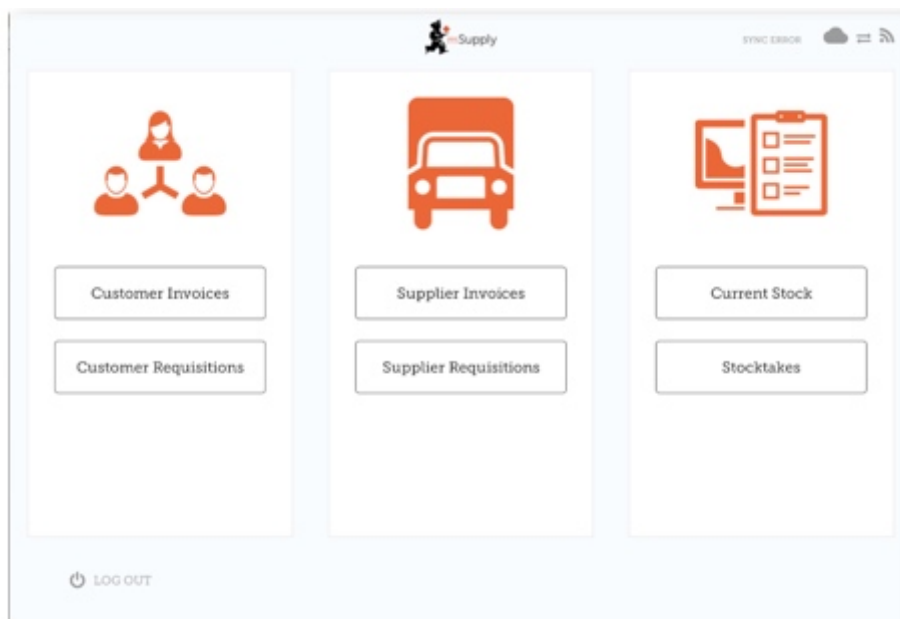 mSupply
SYNC ERROR
Customer Invoices
Supplier Invoices
Current Stock
Customer Requisitions
Supplier Requisitions
Stocktakes
LOG OUT